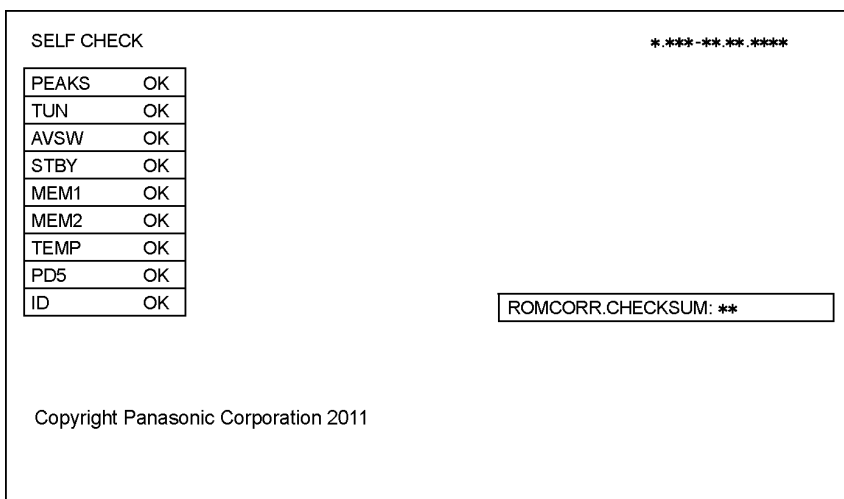 SELF CHECK *.***-**.**.****
PEAKS OK
TUN OK
AVSW OK
STBY OK
MEM1 OK
MEM2 OK
TEMP OK
PD5 OK
ID OK
ROMCORR.CHECKSUM: **
Copyright Panasonic Corporation 2011